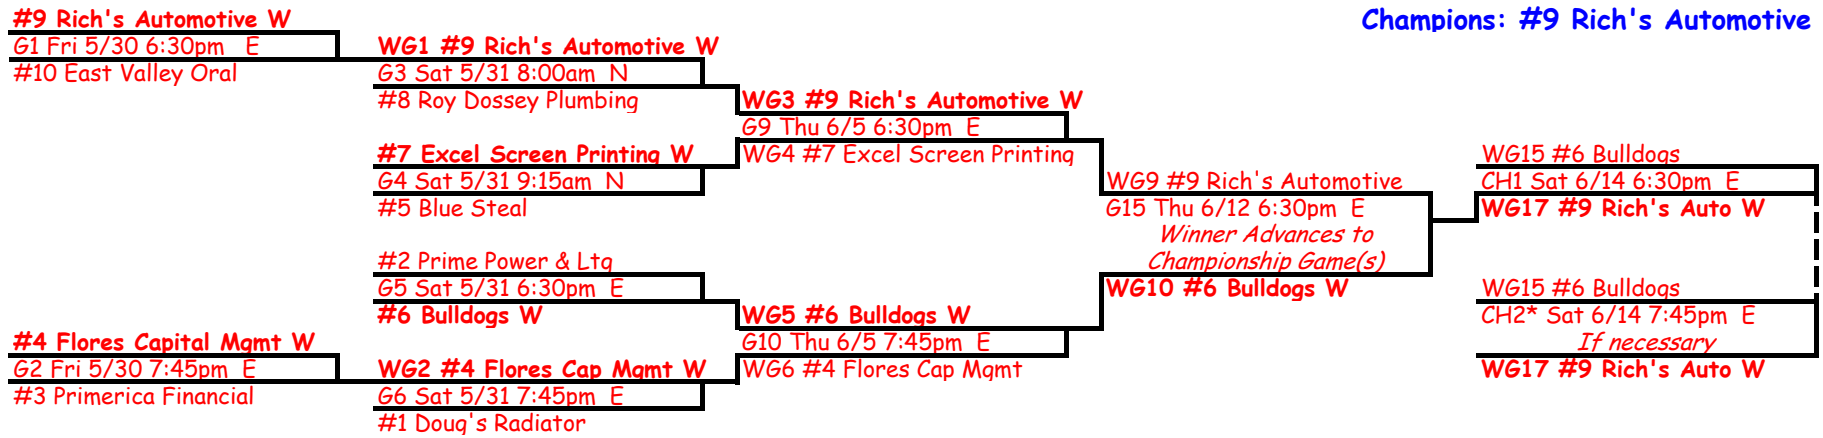 #9 Rich's Automotive W
G1 Fri 5/30 6:30pm E
#10 East Valley Oral
WG1 #9 Rich's Automotive W
G3 Sat 5/31 8:00am N
#8 Roy Dossey Plumbing
#7 Excel Screen Printing W
G4 Sat 5/31 9:15am N
#5 Blue Steal
#2 Prime Power & Ltg
G5 Sat 5/31 6:30pm E
#6 Bulldogs W
#4 Flores Capital Mgmt W
G2 Fri 5/30 7:45pm E
#3 Primerica Financial
WG2 #4 Flores Cap Mgmt W
G6 Sat 5/31 7:45pm E
#1 Doug's Radiator
WG3 #9 Rich's Automotive W
G9 Thu 6/5 6:30pm E
WG4 #7 Excel Screen Printing
WG5 #6 Bulldogs W
G10 Thu 6/5 7:45pm E
WG6 #4 Flores Cap Mgmt
WG9 #9 Rich's Automotive
G15 Thu 6/12 6:30pm E
Winner Advances to
Championship Game(s)
WG10 #6 Bulldogs W
Champions: #9 Rich's Automotive
WG15 #6 Bulldogs
CH1 Sat 6/14 6:30pm E
WG17 #9 Rich's Auto W
WG15 #6 Bulldogs
CH2* Sat 6/14 7:45pm E
If necessary
WG17 #9 Rich's Auto W